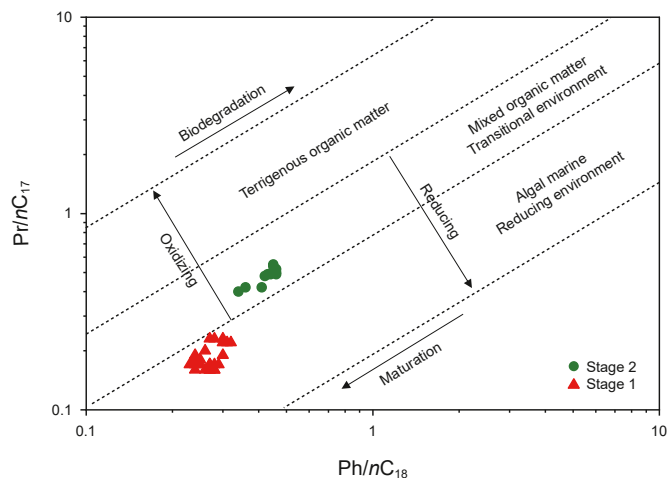 10
Biodegradation
Mixed organic matter
Transitional environment
Terrigenous organic matter
Algal marine
Reducing environment
Reducing
Pr/nC17
1
Oxidizing
Maturation
Stage 2
Stage 1
0.1
0.1
1
10
Ph/nC18